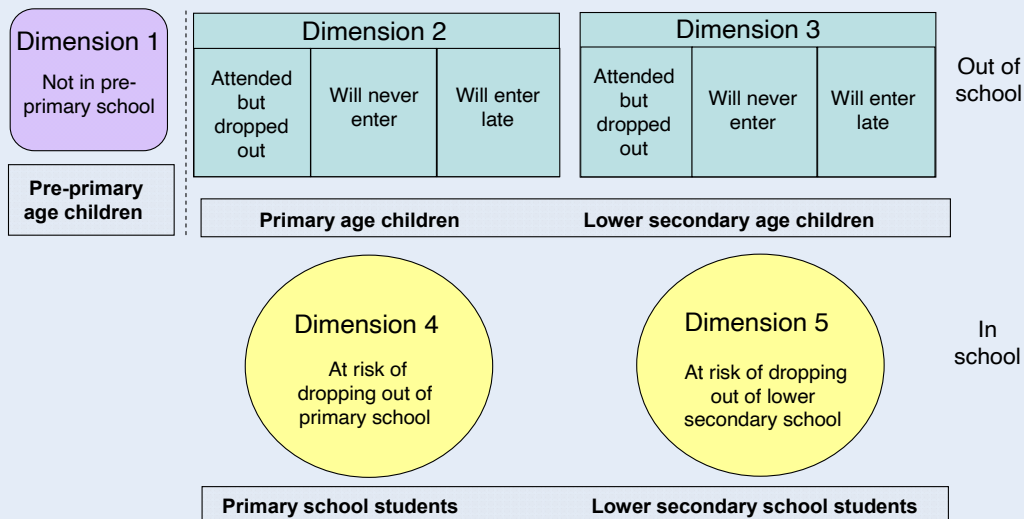 Dimension 1
Not in pre-
primary school
Pre-primary
age children
Dimension 2
Attended
but
dropped
out
Will never
enter
Will enter
late
Dimension 3
Attended
but
dropped
out
Will never
enter
Will enter
late
Out of
school
Primary age children
Lower secondary age children
Dimension 4
At risk of
dropping out of
primary school
Dimension 5
At risk of dropping
out of lower
secondary school
In
school
Primary school students
Lower secondary school students